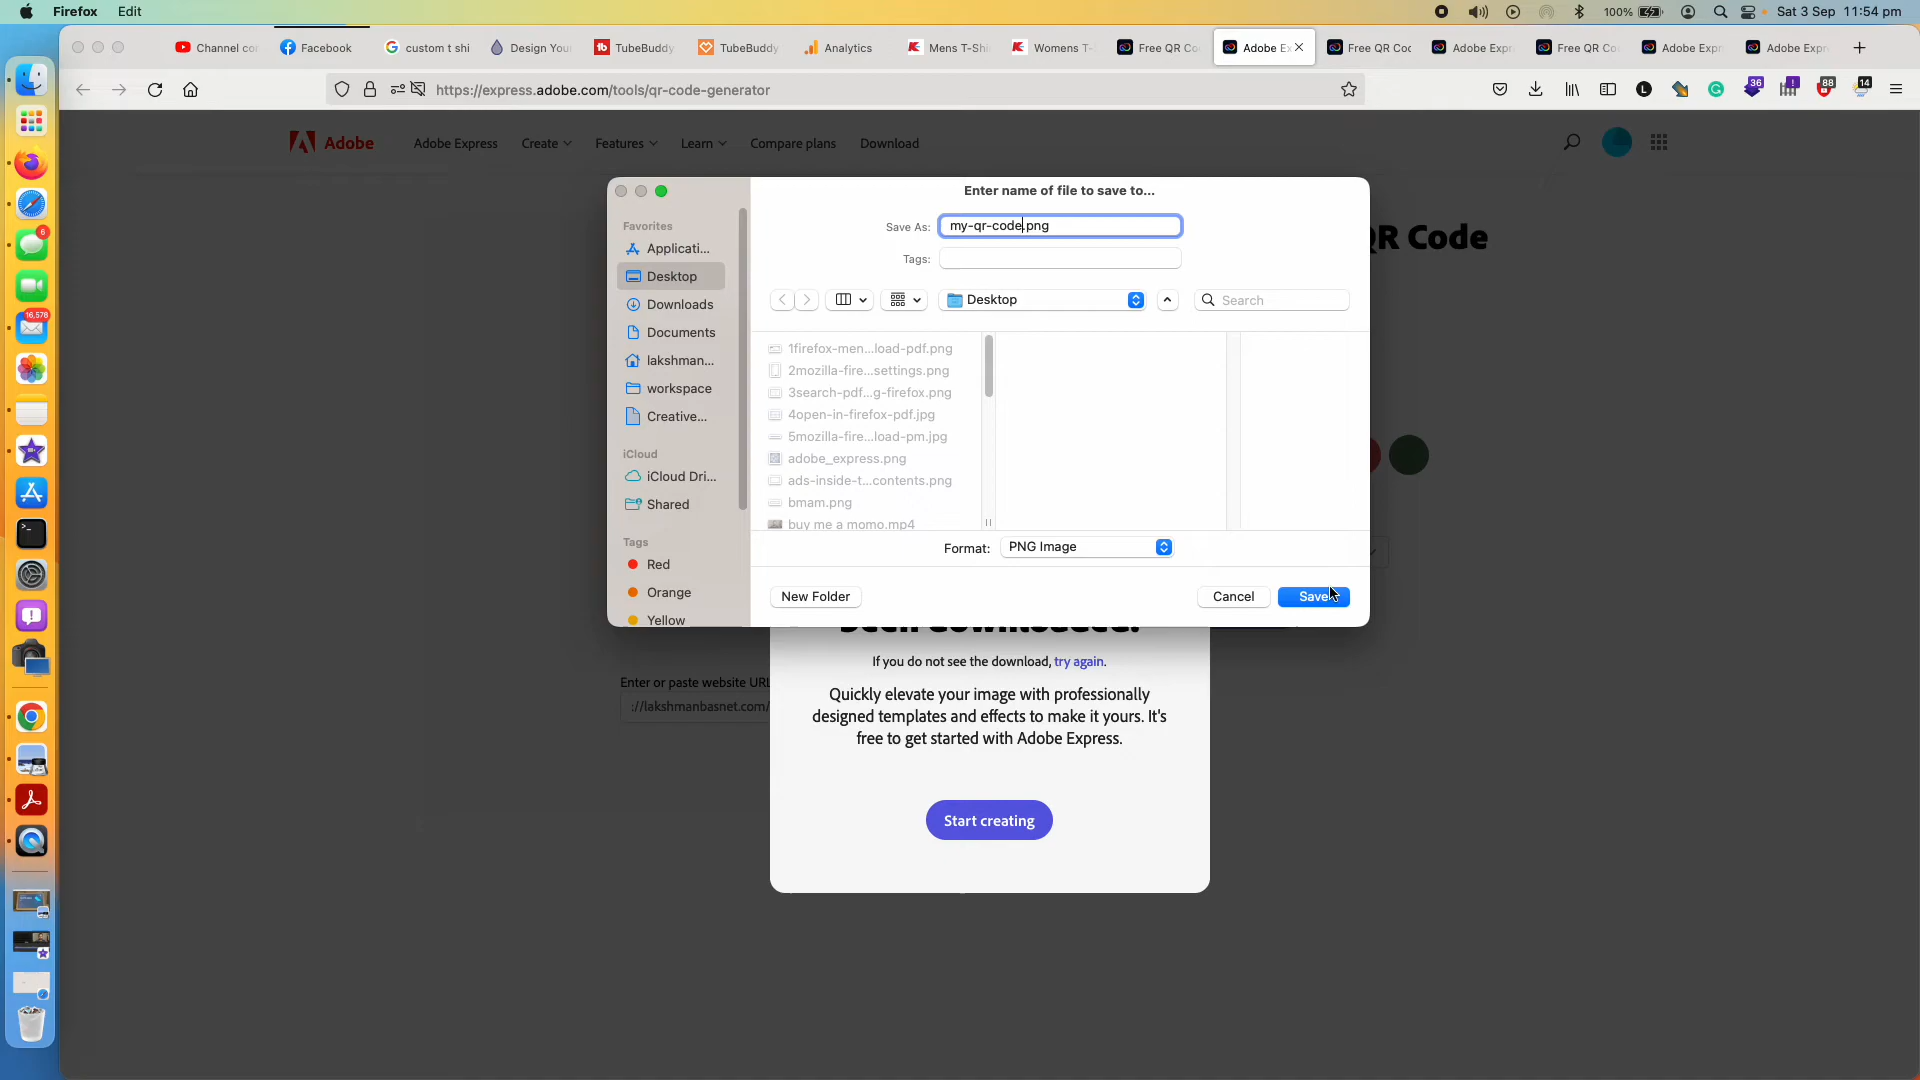 Firefox Edit
100% Sat 3 Sep 11:54 pm
Channel co Facebook custom t shi Design You TubeBuddy TubeBuddy Analytics Mens T-Shi Womens T- Free QR Co Adobe Ex Free QR Coc Adobe Expr Free QR Co Adobe Expr Adobe Expr
https://express.adobe.com/tools/qr-code-generator
36 88 14
Adobe Adobe Express Create Features Learn Compare plans Download
QR Code
Enter name of file to save to...
Save As: my-qr-code.png
Tags:
Desktop
Search
Favorites
Applicati...
Desktop
Downloads
Documents
lakshman...
workspace
Creative...
iCloud
iCloud Dri...
Shared
Tags
Red
Orange
Yellow
1firefox-men...load-pdf.png
2mozilla-fire...settings.png
3search-pdf...g-firefox.png
4open-in-firefox-pdf.jpg
5mozilla-fire...load-pm.jpg
adobe_express.png
ads-inside-t...contents.png
bmam.png
buy me a momo.mp4
Format: PNG Image
New Folder Cancel Save
6
16,578
been downloaded.
If you do not see the download, try again.
Enter or paste website URL
://lakshmanbasnet.com/
Quickly elevate your image with professionally
designed templates and effects to make it yours. It's
free to get started with Adobe Express.
Start creating